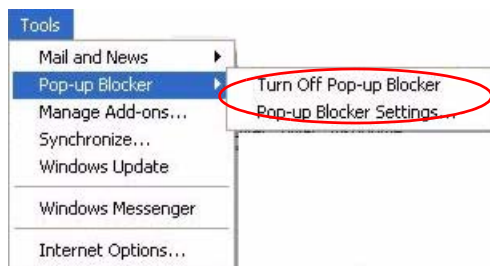 Tools
Mail and News
Pop-up Blocker
Turn Off Pop-up Blocker
Manage Add-ons...
Pop-up Blocker Settings...
Synchronize...
Windows Update
Windows Messenger
Internet Options...